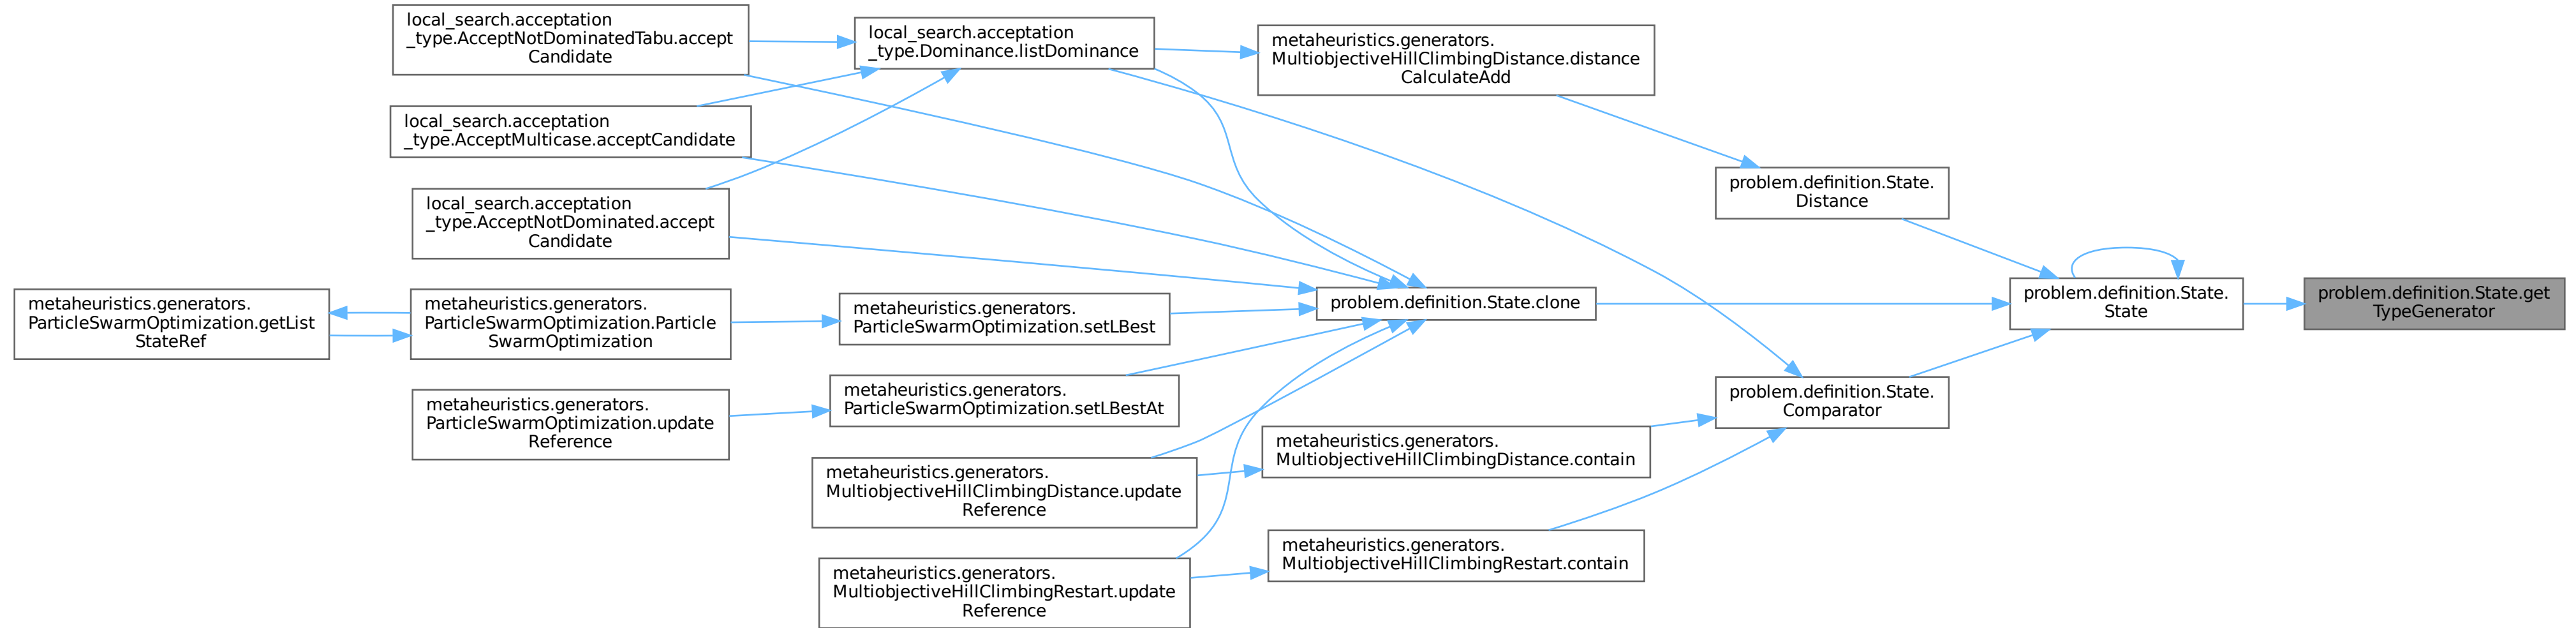 local_search.acceptation
_type.AcceptNotDominatedTabu.accept
Candidate
local_search.acceptation
_type.Dominance.listDominance
metaheuristics.generators.
MultiobjectiveHillClimbingDistance.distance
CalculateAdd
local_search.acceptation
_type.AcceptMulticase.acceptCandidate
local_search.acceptation
_type.AcceptNotDominated.accept
Candidate
problem.definition.State.
Distance
metaheuristics.generators.
ParticleSwarmOptimization.getList
StateRef
metaheuristics.generators.
ParticleSwarmOptimization.Particle
SwarmOptimization
metaheuristics.generators.
ParticleSwarmOptimization.setLBest
problem.definition.State.clone
problem.definition.State.
State
problem.definition.State.get
TypeGenerator
metaheuristics.generators.
ParticleSwarmOptimization.update
Reference
metaheuristics.generators.
ParticleSwarmOptimization.setLBestAt
problem.definition.State.
Comparator
metaheuristics.generators.
MultiobjectiveHillClimbingDistance.update
Reference
metaheuristics.generators.
MultiobjectiveHillClimbingDistance.contain
metaheuristics.generators.
MultiobjectiveHillClimbingRestart.update
Reference
metaheuristics.generators.
MultiobjectiveHillClimbingRestart.contain